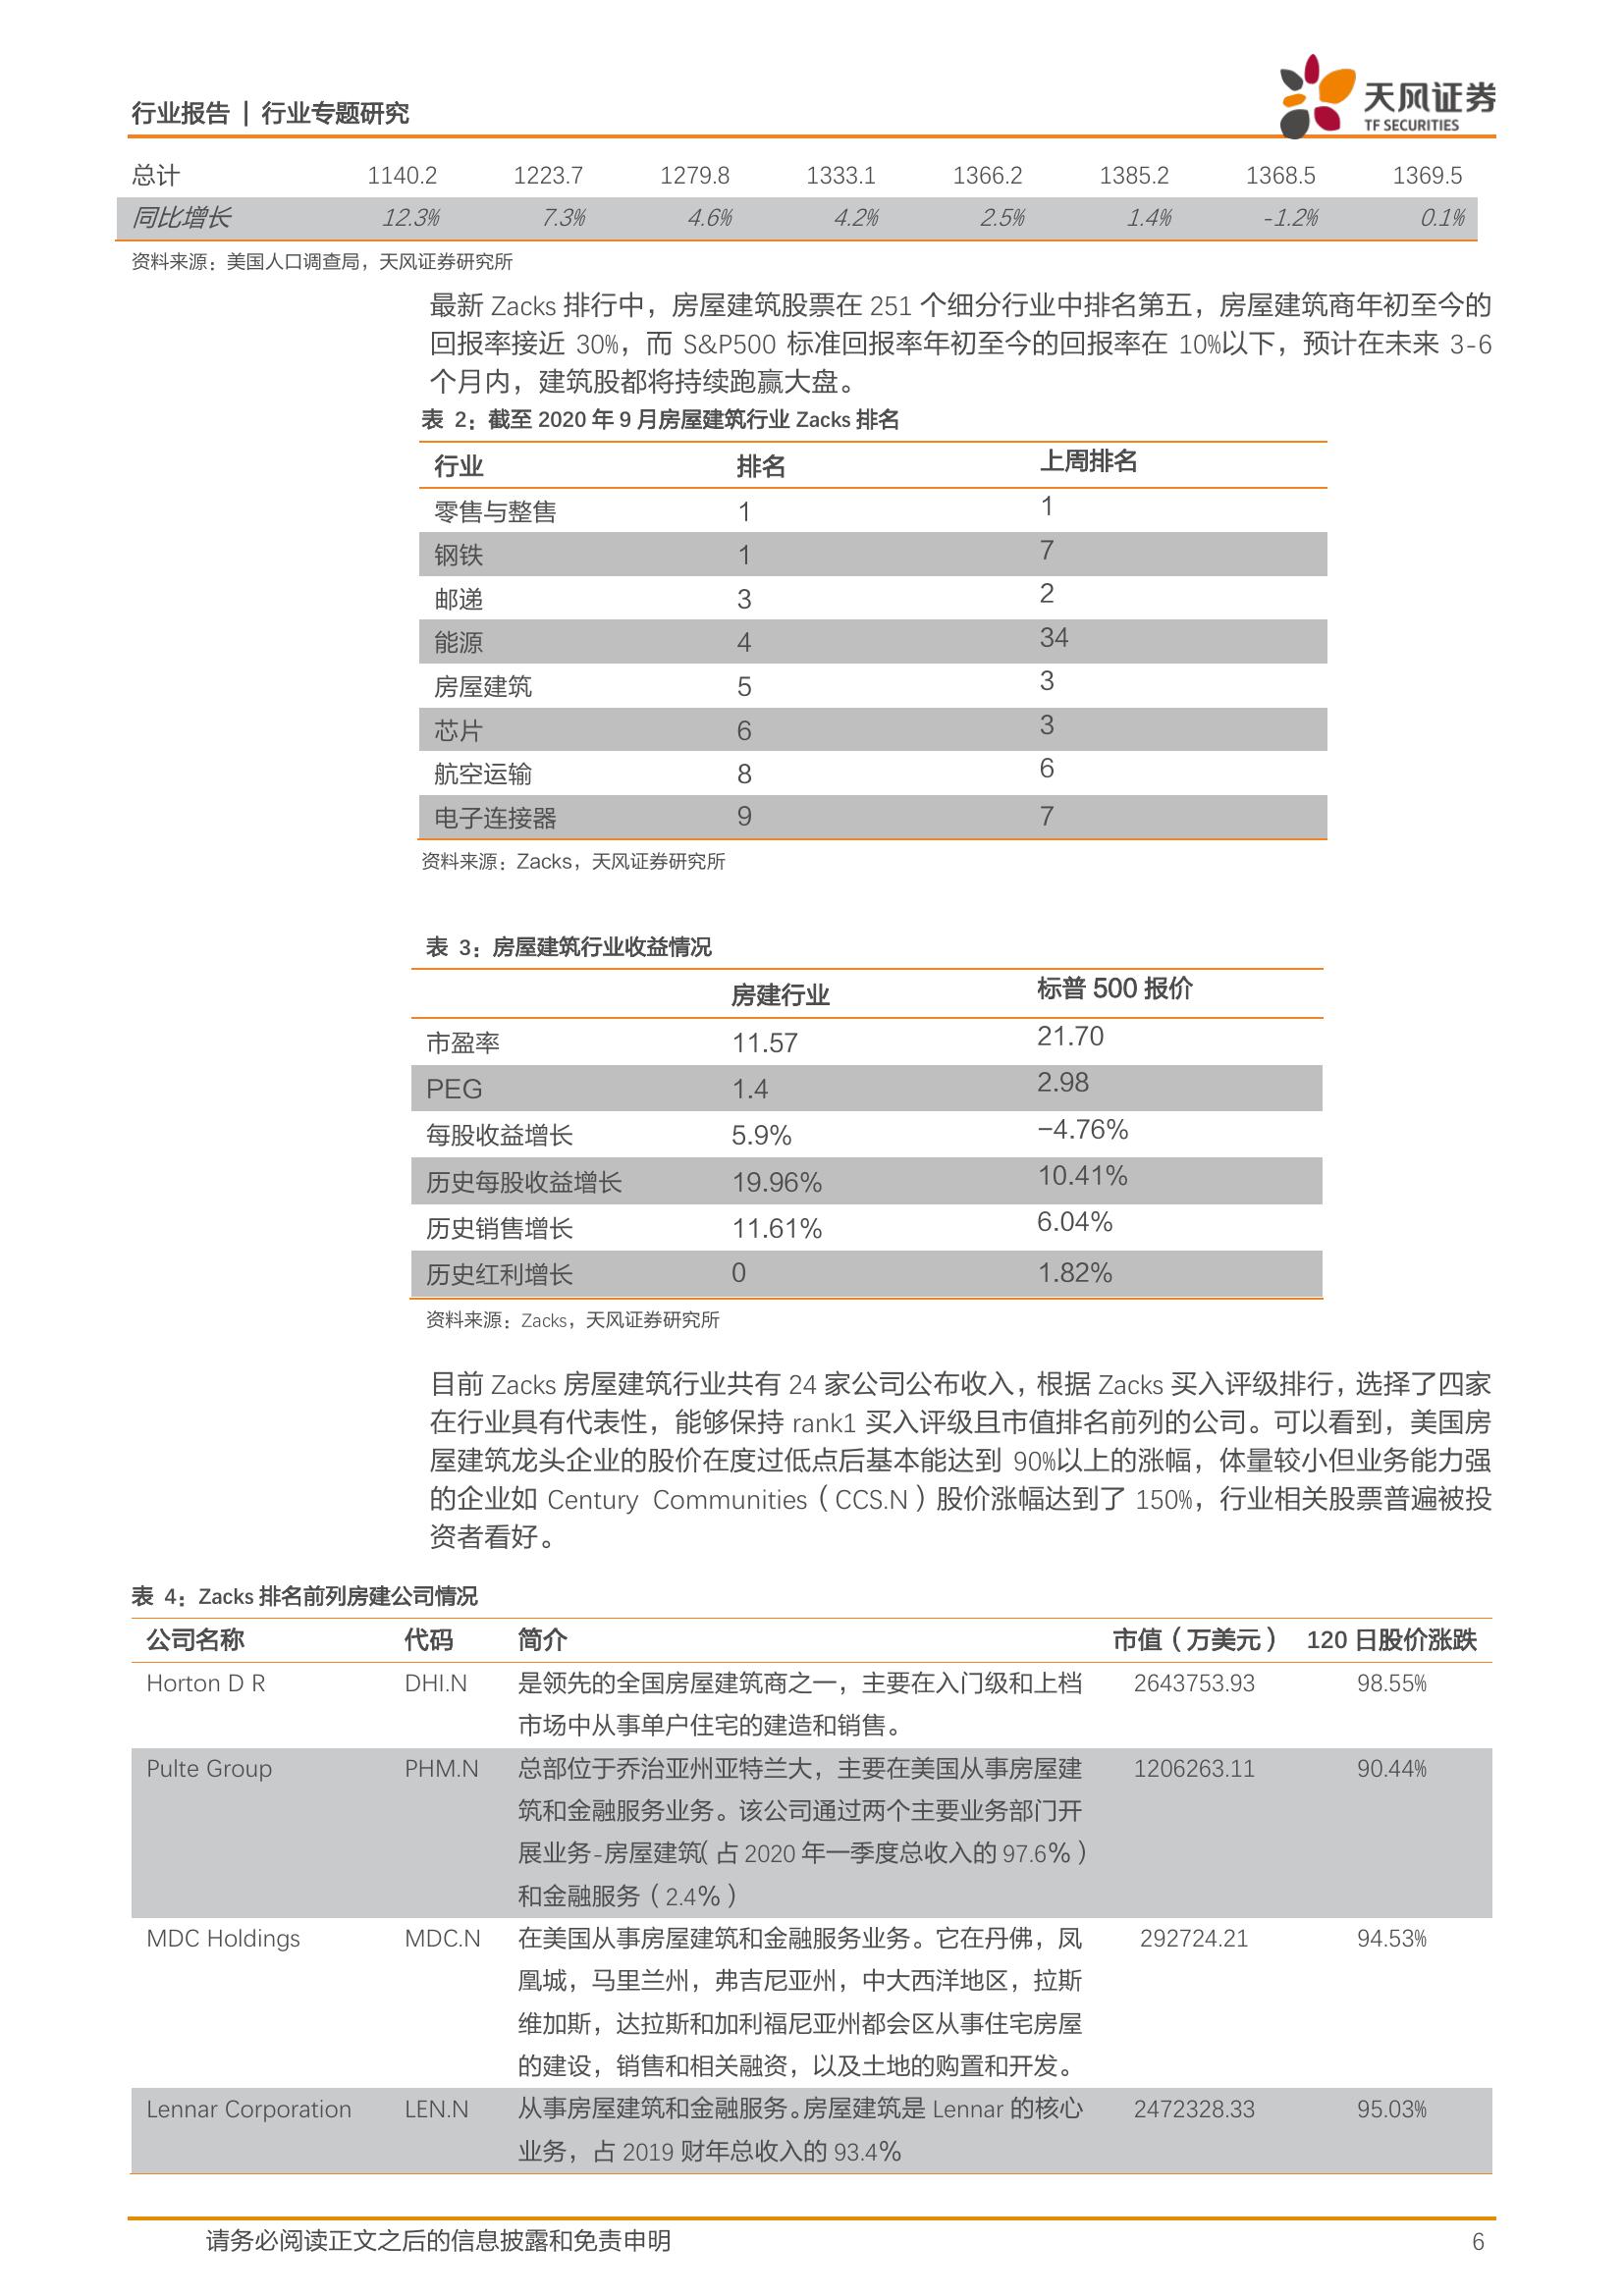 行业报告 | 行业专题研究
天风证券
TF SECURITIES
总计 1140.2 1223.7 1279.8 1333.1 1366.2 1385.2 1368.5 1369.5
同比增长 12.3% 7.3% 4.6% 4.2% 2.5% 1.4% -1.2% 0.1%
资料来源：美国人口调查局，天风证券研究所
最新 Zacks 排行中，房屋建筑股票在 251 个细分行业中排名第五，房屋建筑商年初至今的
回报率接近 30%，而 S&P500 标准回报率年初至今的回报率在 10%以下，预计在未来 3-6
个月内，建筑股都将持续跑赢大盘。
表 2：截至 2020 年 9 月房屋建筑行业 Zacks 排名
行业 排名 上周排名
零售与整售 1 1
钢铁 1 7
邮递 3 2
能源 4 34
房屋建筑 5 3
芯片 6 3
航空运输 8 6
电子连接器 9 7
资料来源：Zacks，天风证券研究所
表 3：房屋建筑行业收益情况
房建行业 标普 500 报价
市盈率 11.57 21.70
PEG 1.4 2.98
每股收益增长 5.9% −4.76%
历史每股收益增长 19.96% 10.41%
历史销售增长 11.61% 6.04%
历史红利增长 0 1.82%
资料来源：Zacks，天风证券研究所
目前 Zacks 房屋建筑行业共有 24 家公司公布收入，根据 Zacks 买入评级排行，选择了四家
在行业具有代表性，能够保持 rank1 买入评级且市值排名前列的公司。可以看到，美国房
屋建筑龙头企业的股价在度过低点后基本能达到 90%以上的涨幅，体量较小但业务能力强
的企业如 Century Communities（CCS.N）股价涨幅达到了 150%，行业相关股票普遍被投
资者看好。
表 4：Zacks 排名前列房建公司情况
公司名称 代码 简介 市值（万美元） 120 日股价涨跌
Horton D R DHI.N 是领先的全国房屋建筑商之一，主要在入门级和上档 2643753.93 98.55%
市场中从事单户住宅的建造和销售。
Pulte Group PHM.N 总部位于乔治亚州亚特兰大，主要在美国从事房屋建 1206263.11 90.44%
筑和金融服务业务。该公司通过两个主要业务部门开
展业务-房屋建筑（占 2020 年一季度总收入的 97.6％）
和金融服务（2.4％）
MDC Holdings MDC.N 在美国从事房屋建筑和金融服务业务。它在丹佛，凤 292724.21 94.53%
凰城，马里兰州，弗吉尼亚州，中大西洋地区，拉斯
维加斯，达拉斯和加利福尼亚州都会区从事住宅房屋
的建设，销售和相关融资，以及土地的购置和开发。
Lennar Corporation LEN.N 从事房屋建筑和金融服务。房屋建筑是 Lennar 的核心 2472328.33 95.03%
业务，占 2019 财年总收入的 93.4％
请务必阅读正文之后的信息披露和免责申明 6